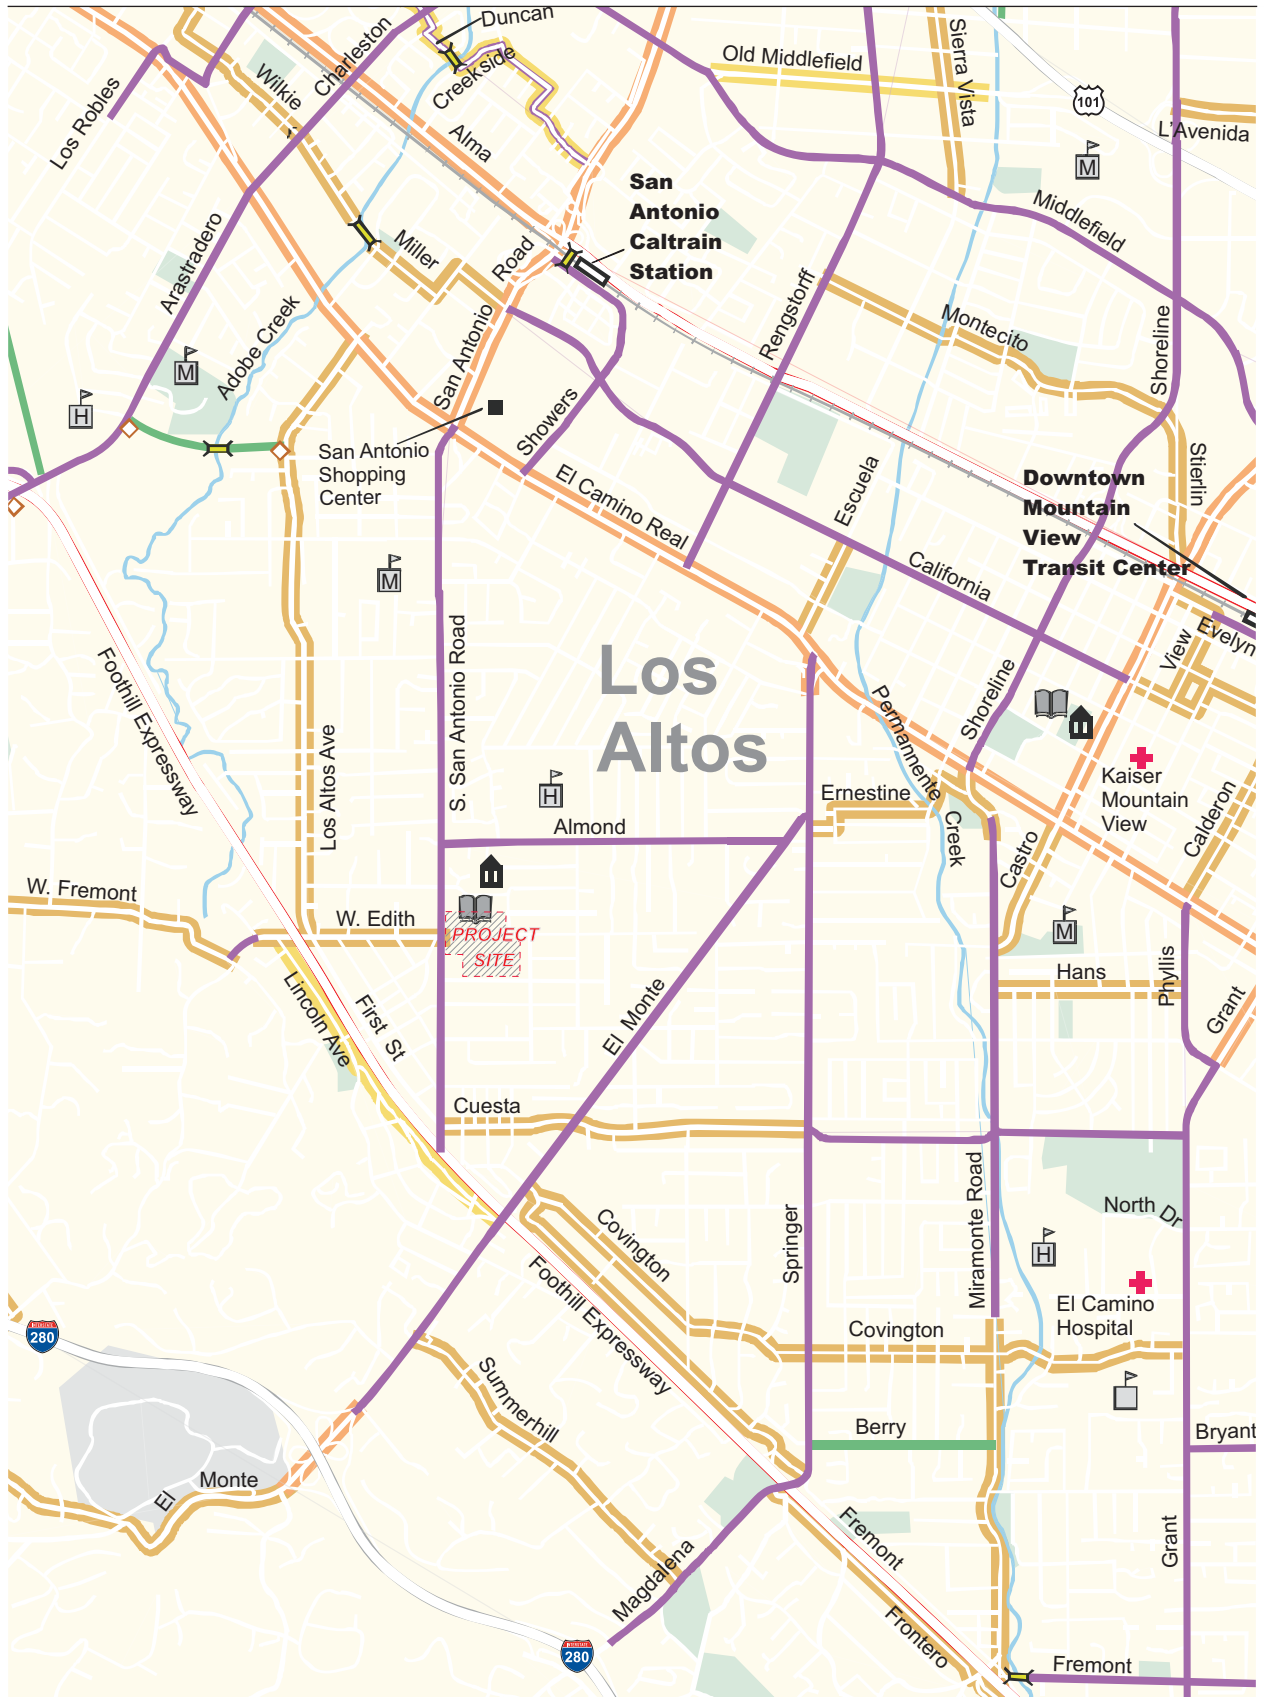 Duncan
Sierra Vista
Old Middlefield
Charleston
Wilkie
Creekside
101
Los Robles
Alma
L'Avenida
M
San
Antonio
Caltrain
Station
Middlefield
Arastradero
Miller
Road
Adobe Creek
San Antonio
Rengstorff
Montecito
Shoreline
M
H
Showers
San Antonio
Shopping
Center
El Camino Real
Escuela
Stierlin
Downtown
Mountain
View
Transit Center
M
California
Evelyn
View
Foothill Expressway
S. San Antonio Road
Los
Altos
Permannente
Creek
Shoreline
Los Altos Ave
Kaiser
Mountain
View
H
Ernestine
Almond
Castro
Calderon
W. Fremont
W. Edith
PROJECT
SITE
M
Hans
Phyllis
Grant
Lincoln Ave
First St
El Monte
Cuesta
Miramonte Road
North Dr
Springer
Covington
H
El Camino
Hospital
Foothill Expressway
280
Covington
Summerhill
Berry
Bryant
El
Monte
Fremont
Grant
Magdalena
Frontero
INTERSTATE
280
Fremont